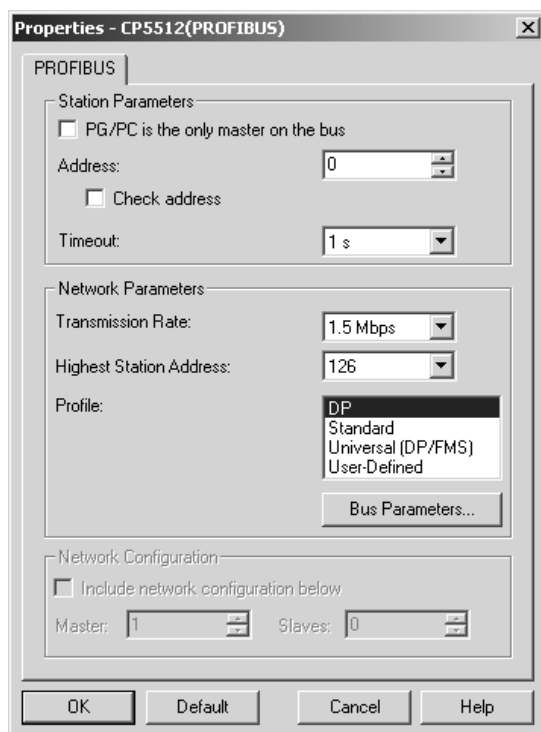 Properties - CP5512(PROFIBUS)
PROFIBUS
Station Parameters
PG/PC is the only master on the bus
Address: 0
Check address
Timeout: 1 s
Network Parameters
Transmission Rate: 1.5 Mbps
Highest Station Address: 126
Profile: DP
Standard
Universal (DP/FMS)
User-Defined
Bus Parameters...
Network Configuration
Include network configuration below
Master: 1 Slaves: 0
OK Default Cancel Help